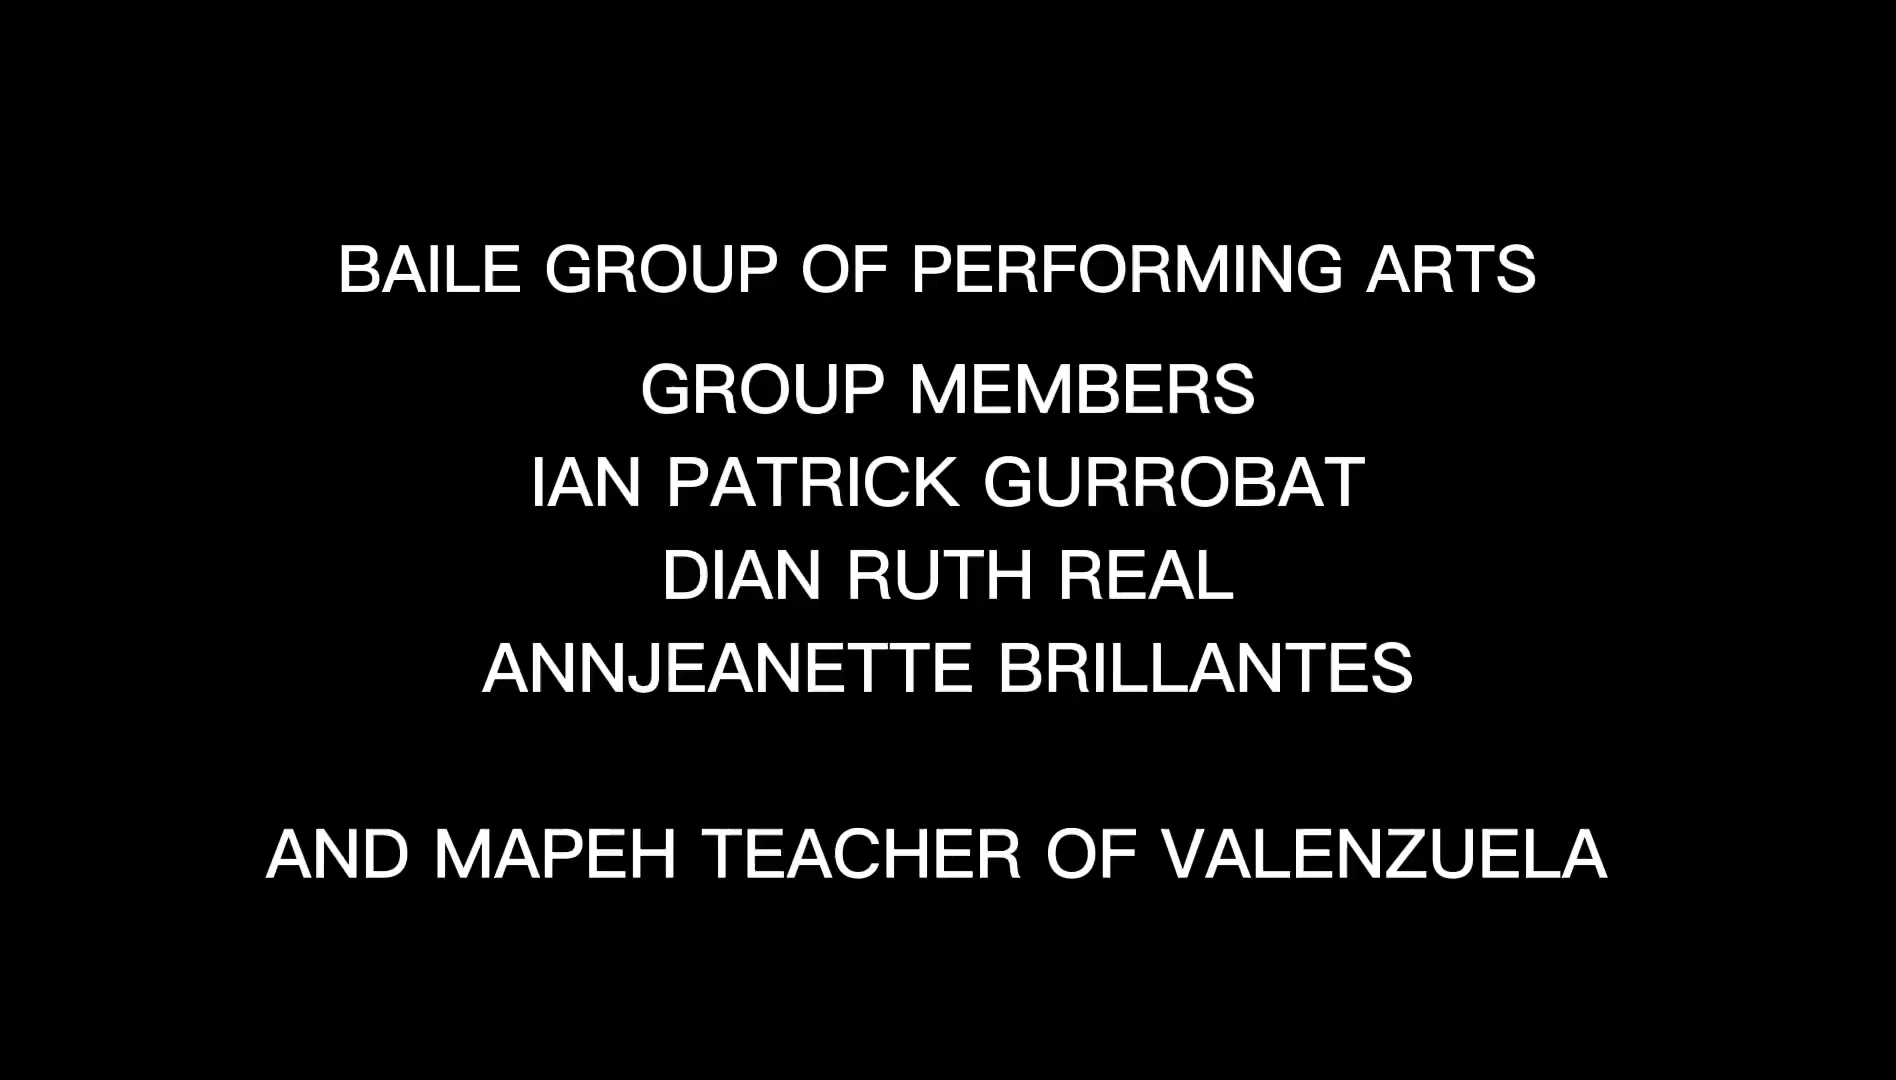 BAILE GROUP OF PERFORMING ARTS
GROUP MEMBERS
IAN PATRICK GURROBAT
DIAN RUTH REAL
ANNJEANETTE BRILLANTES
AND MAPEH TEACHER OF VALENZUELA